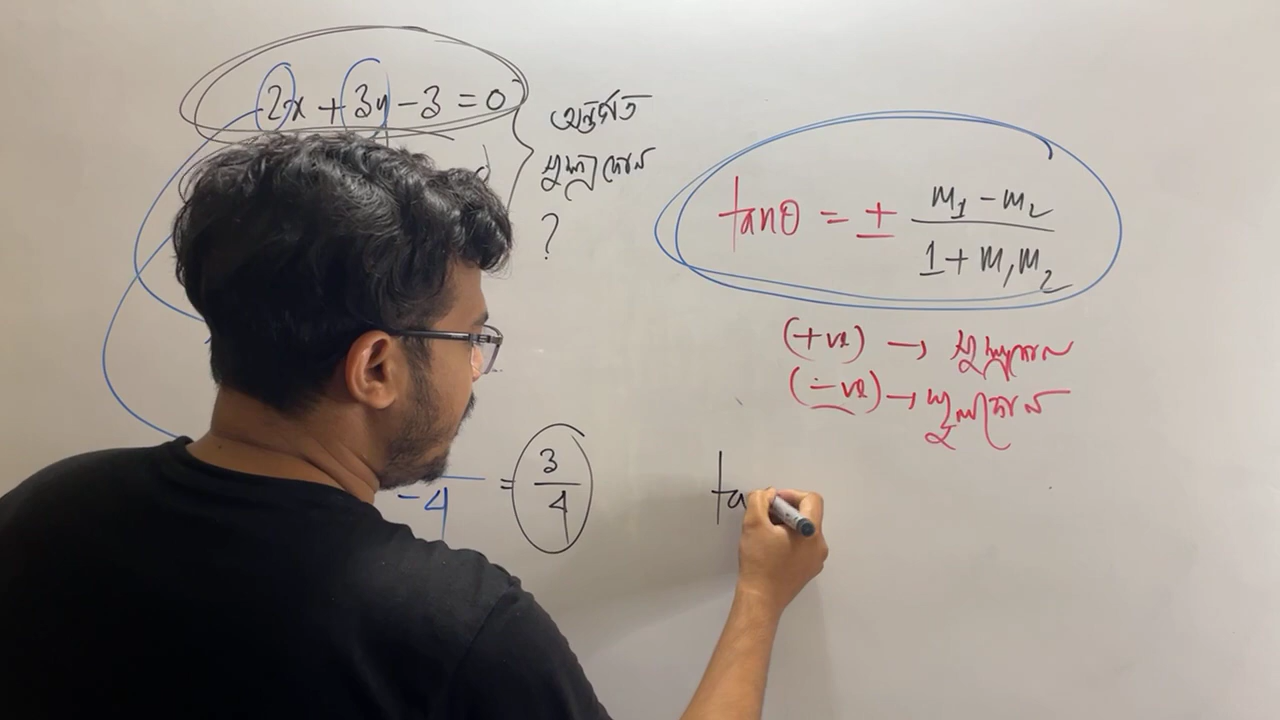 2x + 3y - 3 = 0
অন্তর্গত
সূক্ষ্মকোন
?
tanθ = ± (m₁ - m₂) / (1 + m₁m₂)
(+ve) → সূক্ষ্মকোন
(-ve) → স্থূলকোন
-4 = 3/4
ta